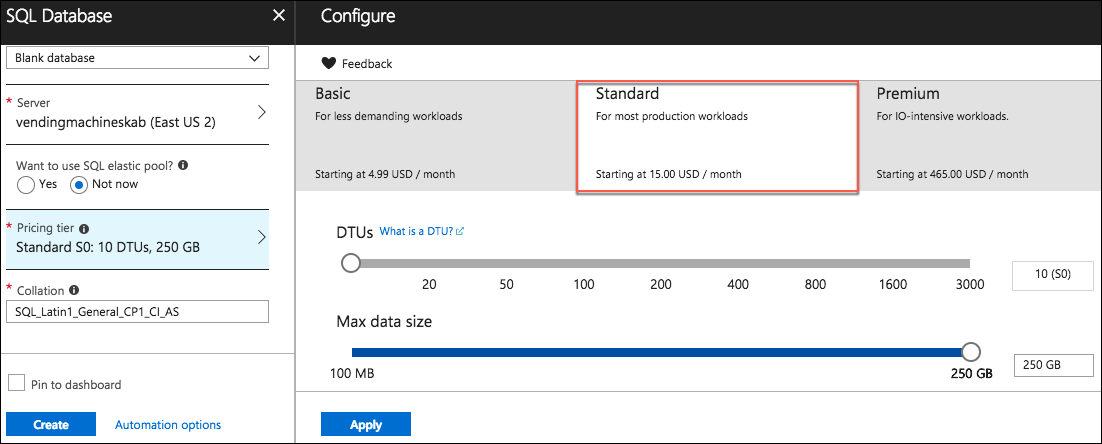 SQL Database
Blank database
* Server
vendingmachineskab (East US 2)
Want to use SQL elastic pool?
Yes Not now
* Pricing tier
Standard S0: 10 DTUs, 250 GB
* Collation
SQL_Latin1_General_CP1_CI_AS
Pin to dashboard
Create Automation options
Configure
Feedback
Basic
For less demanding workloads
Starting at 4.99 USD / month
Standard
For most production workloads
Starting at 15.00 USD / month
Premium
For IO-intensive workloads.
Starting at 465.00 USD / month
DTUs What is a DTU?
20 50 100 200 400 800 1600 3000
10 (S0)
Max data size
100 MB 250 GB
250 GB
Apply